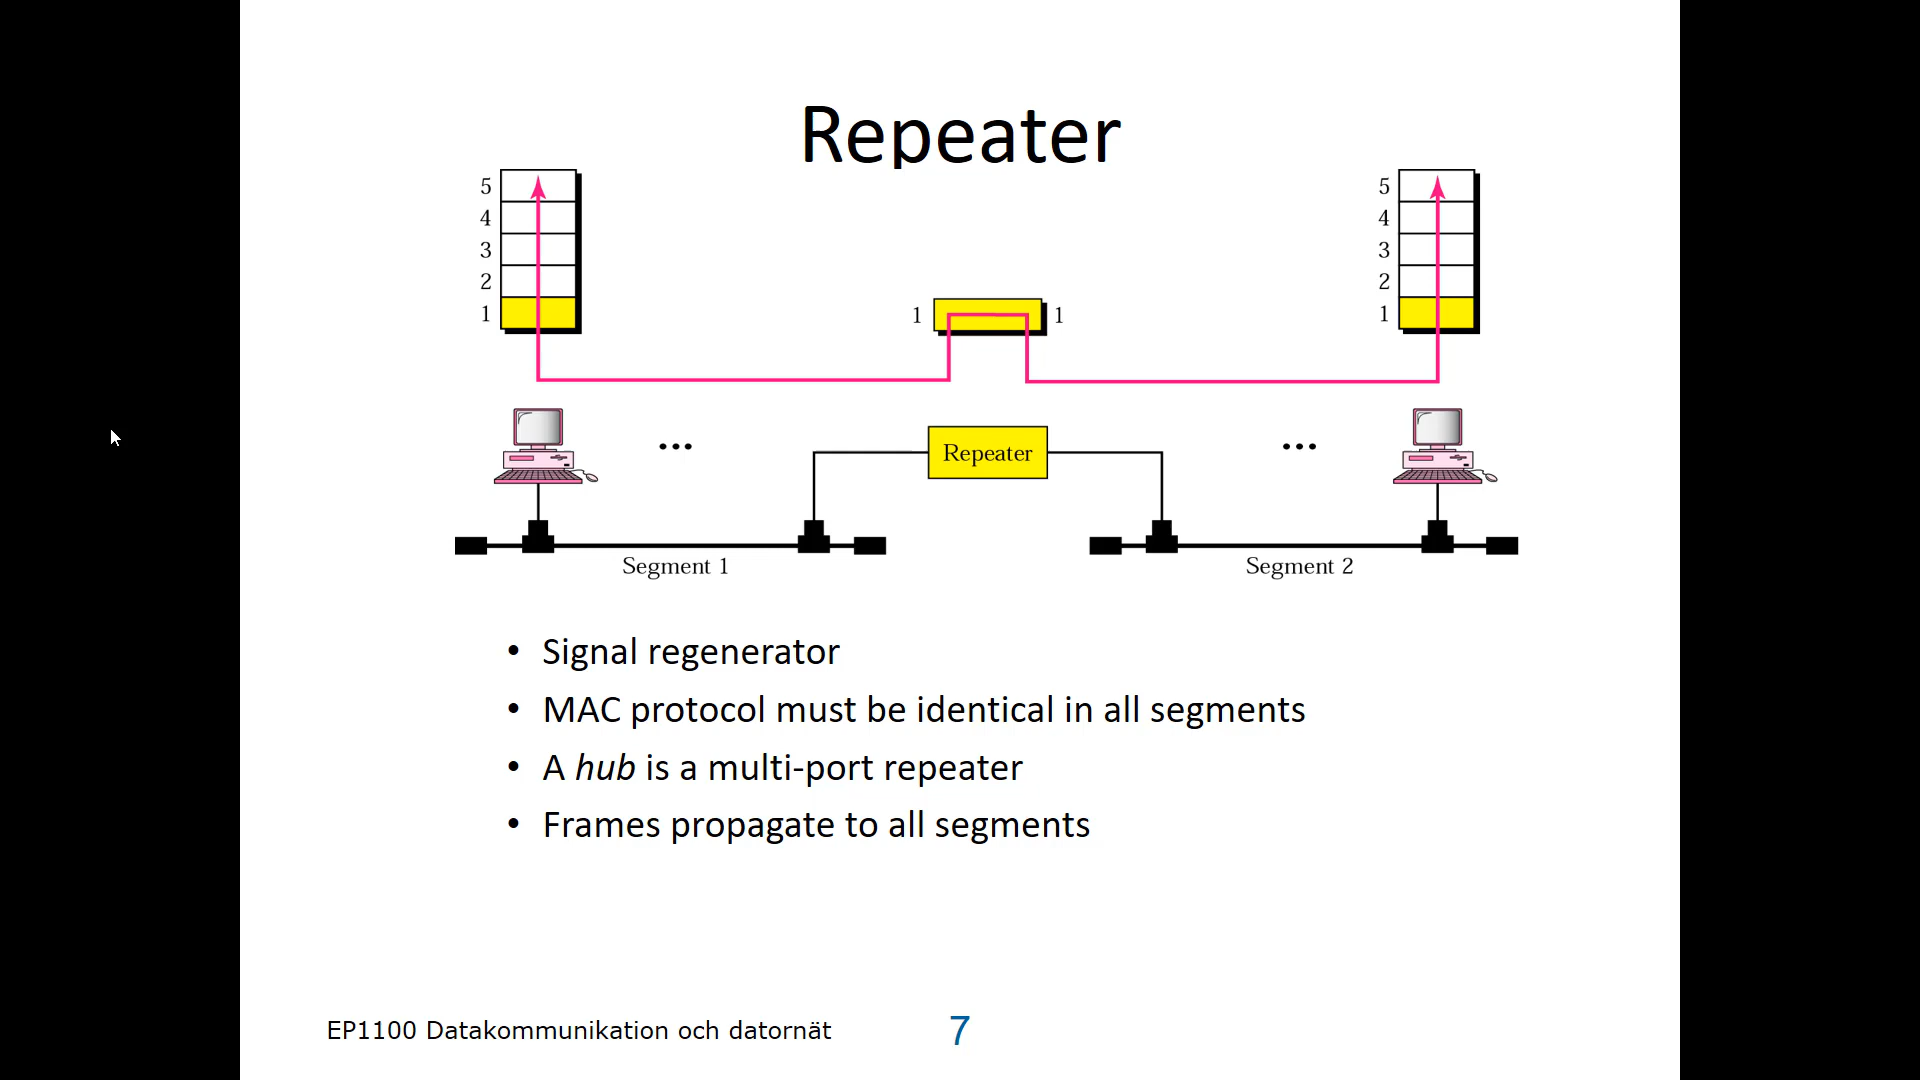 Repeater
5
4
3
2
1
1
1
5
4
3
2
1
...
Repeater
...
Segment 1
Segment 2
• Signal regenerator
• MAC protocol must be identical in all segments
• A hub is a multi-port repeater
• Frames propagate to all segments
EP1100 Datakommunikation och datornät
7